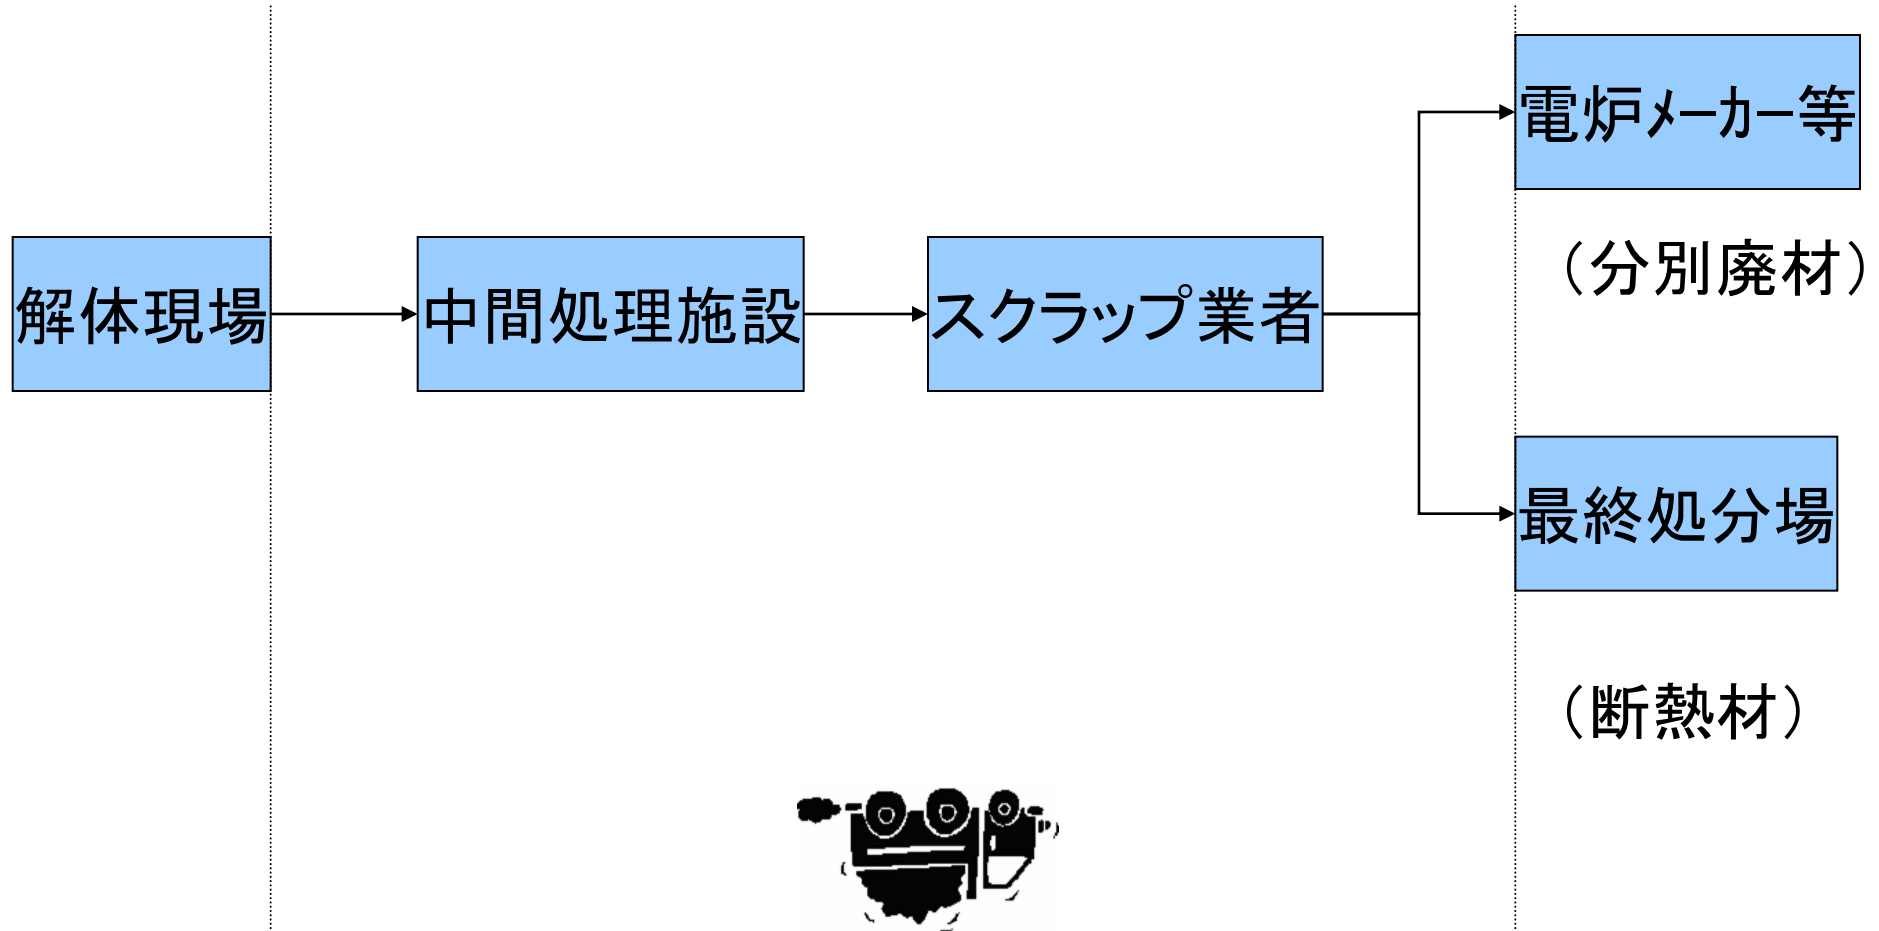 解体現場
中間処理施設
スクラップ業者
電炉ﾒｰｶｰ等
（分別廃材）
最終処分場
（断熱材）